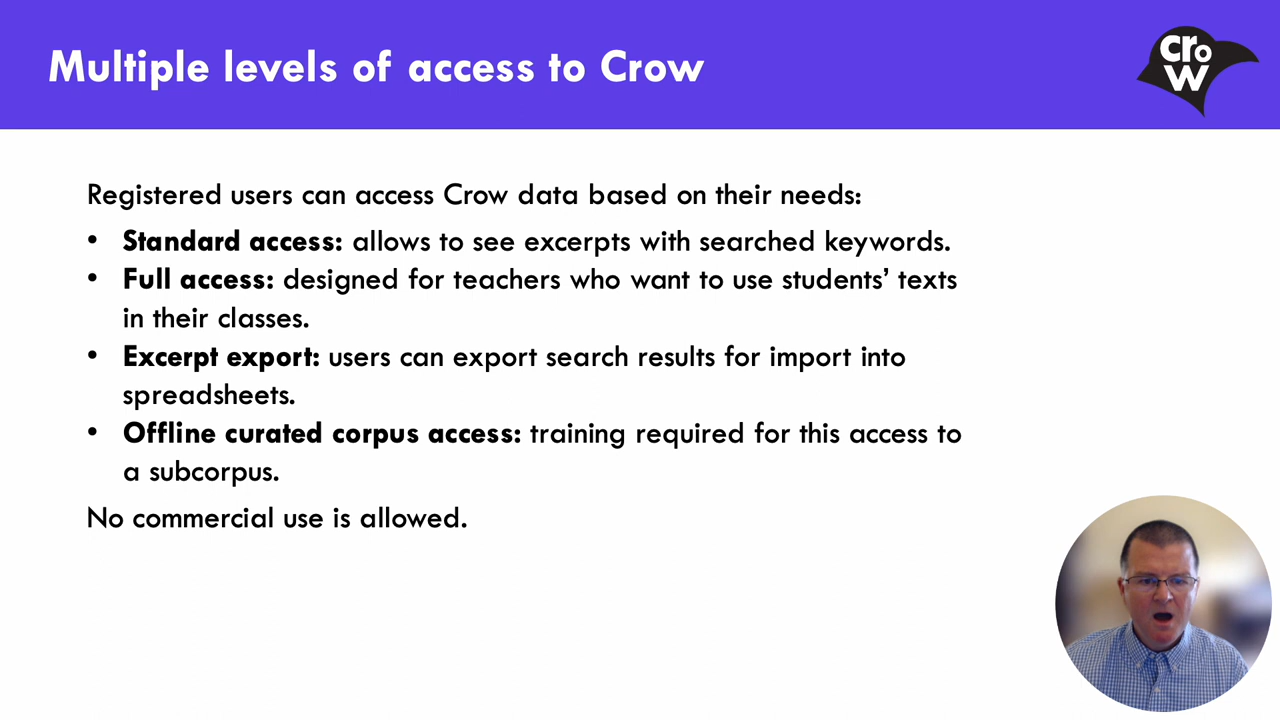 Multiple levels of access to Crow
cro
W
Registered users can access Crow data based on their needs:
• Standard access: allows to see excerpts with searched keywords.
• Full access: designed for teachers who want to use students’ texts
in their classes.
• Excerpt export: users can export search results for import into
spreadsheets.
• Offline curated corpus access: training required for this access to
a subcorpus.
No commercial use is allowed.